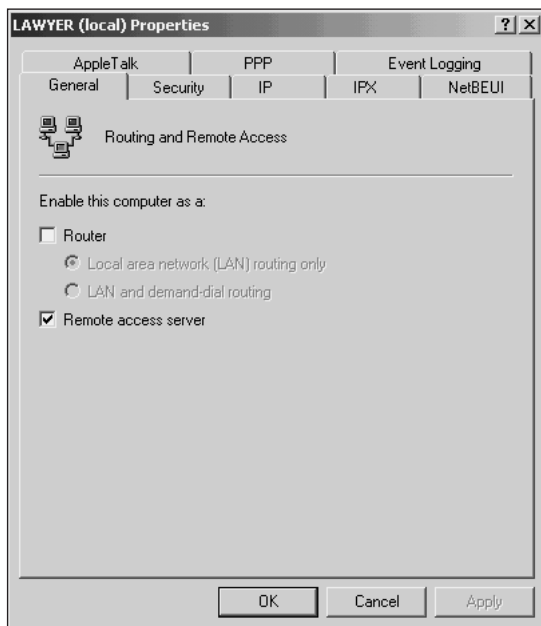 LAWYER (local) Properties
AppleTalk PPP Event Logging
General Security IP IPX NetBEUI
Routing and Remote Access
Enable this computer as a:
Router
Local area network (LAN) routing only
LAN and demand-dial routing
Remote access server
OK Cancel Apply